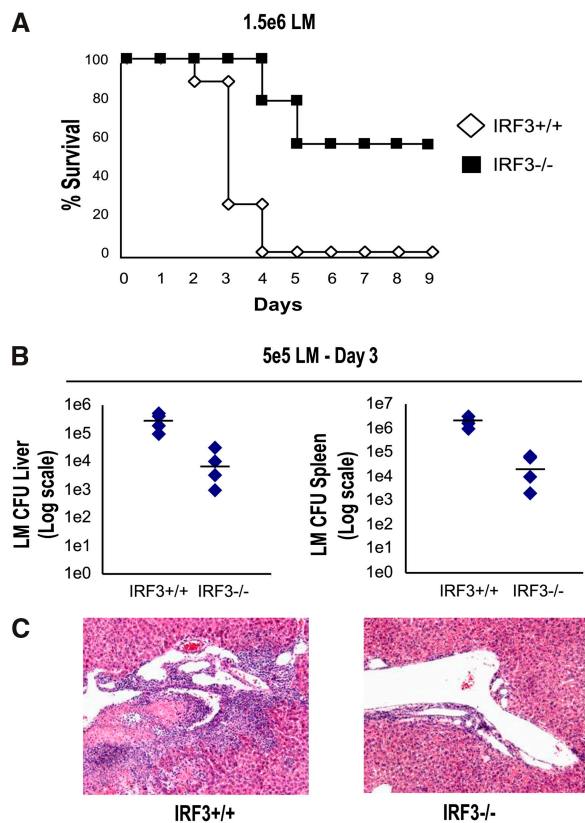 A
1.5e6 LM
100
80
60
40
20
0
% Survival
0 1 2 3 4 5 6 7 8 9
Days
IRF3+/+
IRF3-/-
B
5e5 LM - Day 3
LM CFU Liver
(Log scale)
1e6
1e5
1e4
1e3
1e2
1e1
1e0
IRF3+/+ IRF3-/-
LM CFU Spleen
(Log scale)
1e7
1e6
1e5
1e4
1e3
1e2
1e1
1e0
IRF3+/+ IRF3-/-
C
IRF3+/+
IRF3-/-